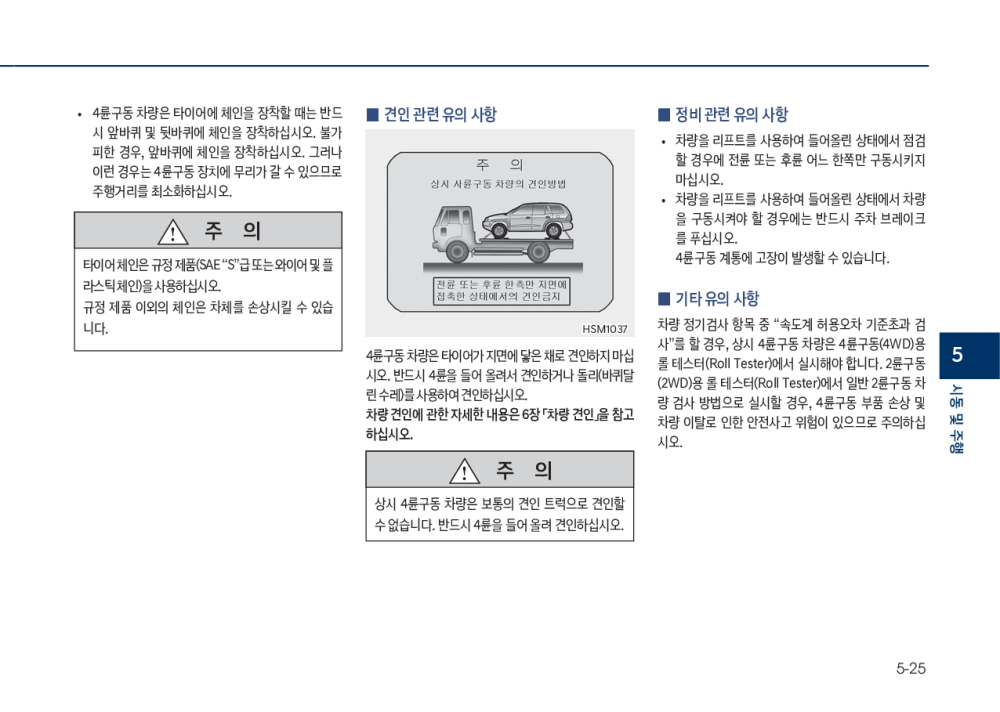 • 4륜구동 차량은 타이어에 체인을 장착할 때는 반드
시 앞바퀴 및 뒷바퀴에 체인을 장착하십시오. 불가
피한 경우, 앞바퀴에 체인을 장착하십시오. 그러나
이런 경우는 4륜구동 장치에 무리가 갈 수 있으므로
주행거리를 최소화하십시오.
주 의
타이어 체인은 규정 제품(SAE “S”급 또는 와이어 및 플
라스틱 체인)을 사용하십시오.
규정 제품 이외의 체인은 차체를 손상시킬 수 있습
니다.
■ 견인 관련 유의 사항
주 의
상시 사륜구동 차량의 견인방법
전륜 또는 후륜 한측만 지면에
접촉한 상태에서의 견인금지
HSM1037
4륜구동 차량은 타이어가 지면에 닿은 채로 견인하지 마십
시오. 반드시 4륜을 들어 올려서 견인하거나 돌리(바퀴달
린 수레)를 사용하여 견인하십시오.
차량 견인에 관한 자세한 내용은 6장 「차량 견인」을 참고
하십시오.
주 의
상시 4륜구동 차량은 보통의 견인 트럭으로 견인할
수 없습니다. 반드시 4륜을 들어 올려 견인하십시오.
■ 정비 관련 유의 사항
• 차량을 리프트를 사용하여 들어올린 상태에서 점검
할 경우에 전륜 또는 후륜 어느 한쪽만 구동시키지
마십시오.
• 차량을 리프트를 사용하여 들어올린 상태에서 차량
을 구동시켜야 할 경우에는 반드시 주차 브레이크
를 푸십시오.
4륜구동 계통에 고장이 발생할 수 있습니다.
■ 기타 유의 사항
차량 정기검사 항목 중 “속도계 허용오차 기준초과 검
사”를 할 경우, 상시 4륜구동 차량은 4륜구동(4WD)용
롤 테스터(Roll Tester)에서 실시해야 합니다. 2륜구동
(2WD)용 롤 테스터(Roll Tester)에서 일반 2륜구동 차
량 검사 방법으로 실시할 경우, 4륜구동 부품 손상 및
차량 이탈로 인한 안전사고 위험이 있으므로 주의하십
시오.
5
시동 및 주행
5-25